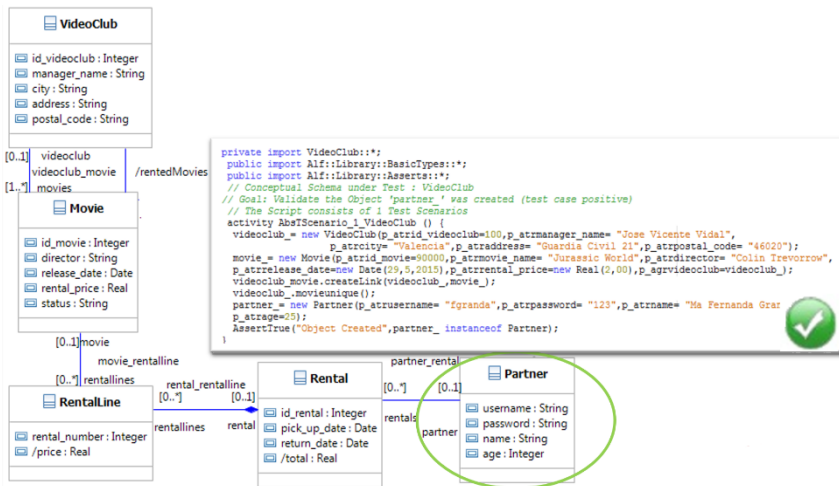 VideoClub
id_videoclub : Integer
manager_name : String
city : String
address : String
postal_code : String
[0..1]
videoclub
videoclub_movie
/rentedMovies
[1..*]
movies
Movie
id_movie : Integer
director : String
release_date : Date
rental_price : Real
status : String
private import VideoClub::*;
public import Alf::Library::BasicTypes::*;
public import Alf::Library::Asserts::*;
// Conceptual Schema under Test : VideoClub
// Goal: Validate the Object 'partner_' was created (test case positive)
// The Script consists of 1 Test Scenarios
activity AbsTScenario_1_VideoClub () {
videoclub_= new VideoClub(p_atrid_videoclub=100,p_atrmanager_name= "Jose Vicente Vidal",
p_atrcity= "Valencia",p_atraddress= "Guardia Civil 21",p_atrpostal_code= "46020");
movie_= new Movie(p_atrid_movie=90000,p_atrmovie_name= "Jurassic World",p_atrdirector= "Colin Trevorrow",
p_atrrelease_date=new Date(29,5,2015),p_atrrental_price=new Real(2,00),p_agrvideoclub=videoclub_);
videoclub_movie.createLink(videoclub_,movie_);
videoclub_.movieunique();
partner_= new Partner(p_atrusername= "fgranda",p_atrpassword= "123",p_atrname= "Ma Fernanda Gran
p_atrage=25);
AssertTrue("Object Created",partner_ instanceof Partner);
}
[0..1]
movie
movie_rentalline
[0..*]
rentallines
RentalLine
rental_number : Integer
/price : Real
rental_rentalline
[0..*]
[0..1]
rentallines
rental
Rental
id_rental : Integer
pick_up_date : Date
return_date : Date
/total : Real
partner_rental
[0..*]
[0..1]
rentals
partner
Partner
username : String
password : String
name : String
age : Integer